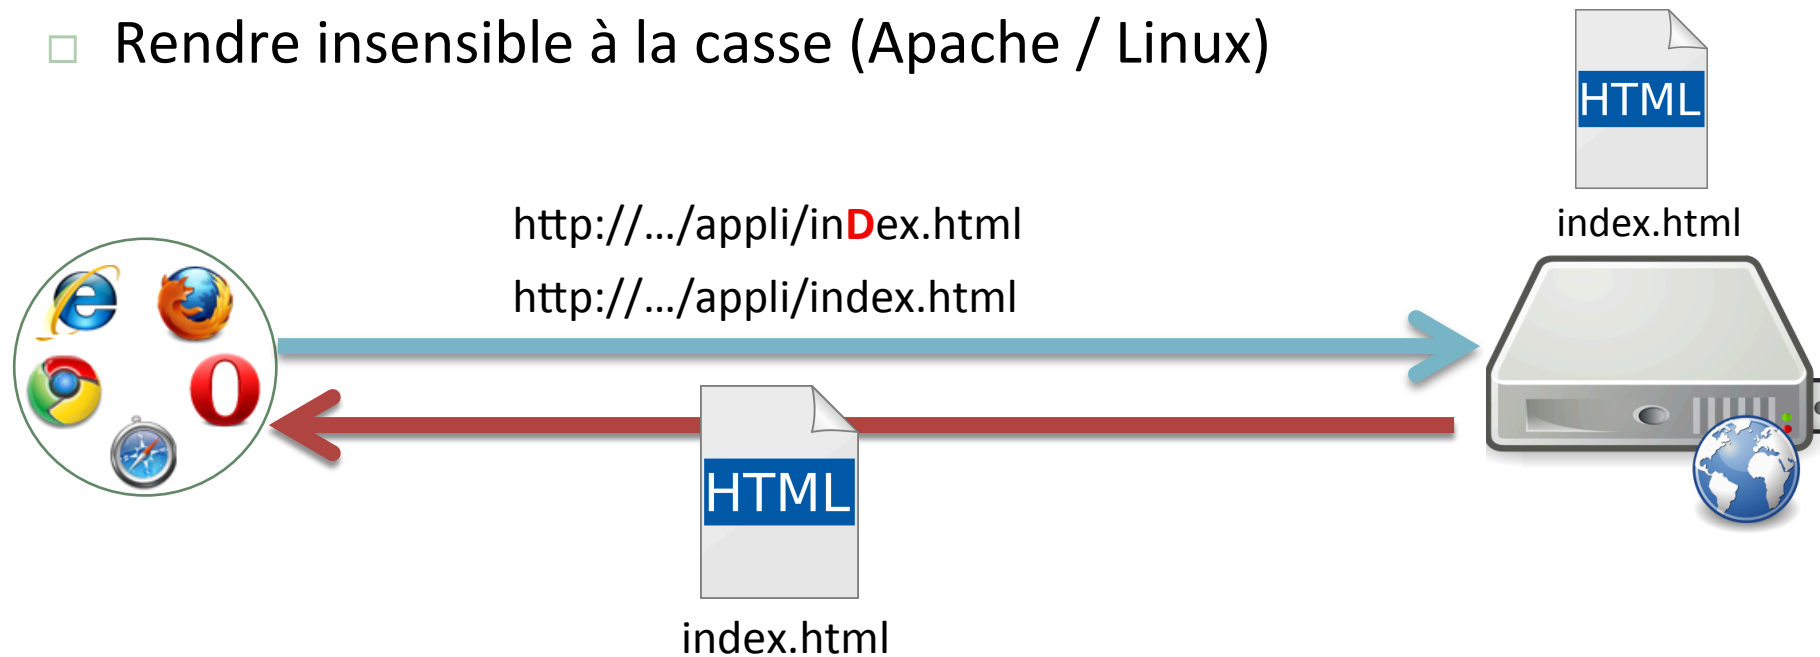 Rendre insensible à la casse (Apache / Linux)
HTML
index.html
http://.../appli/inDex.html
http://.../appli/index.html
HTML
index.html